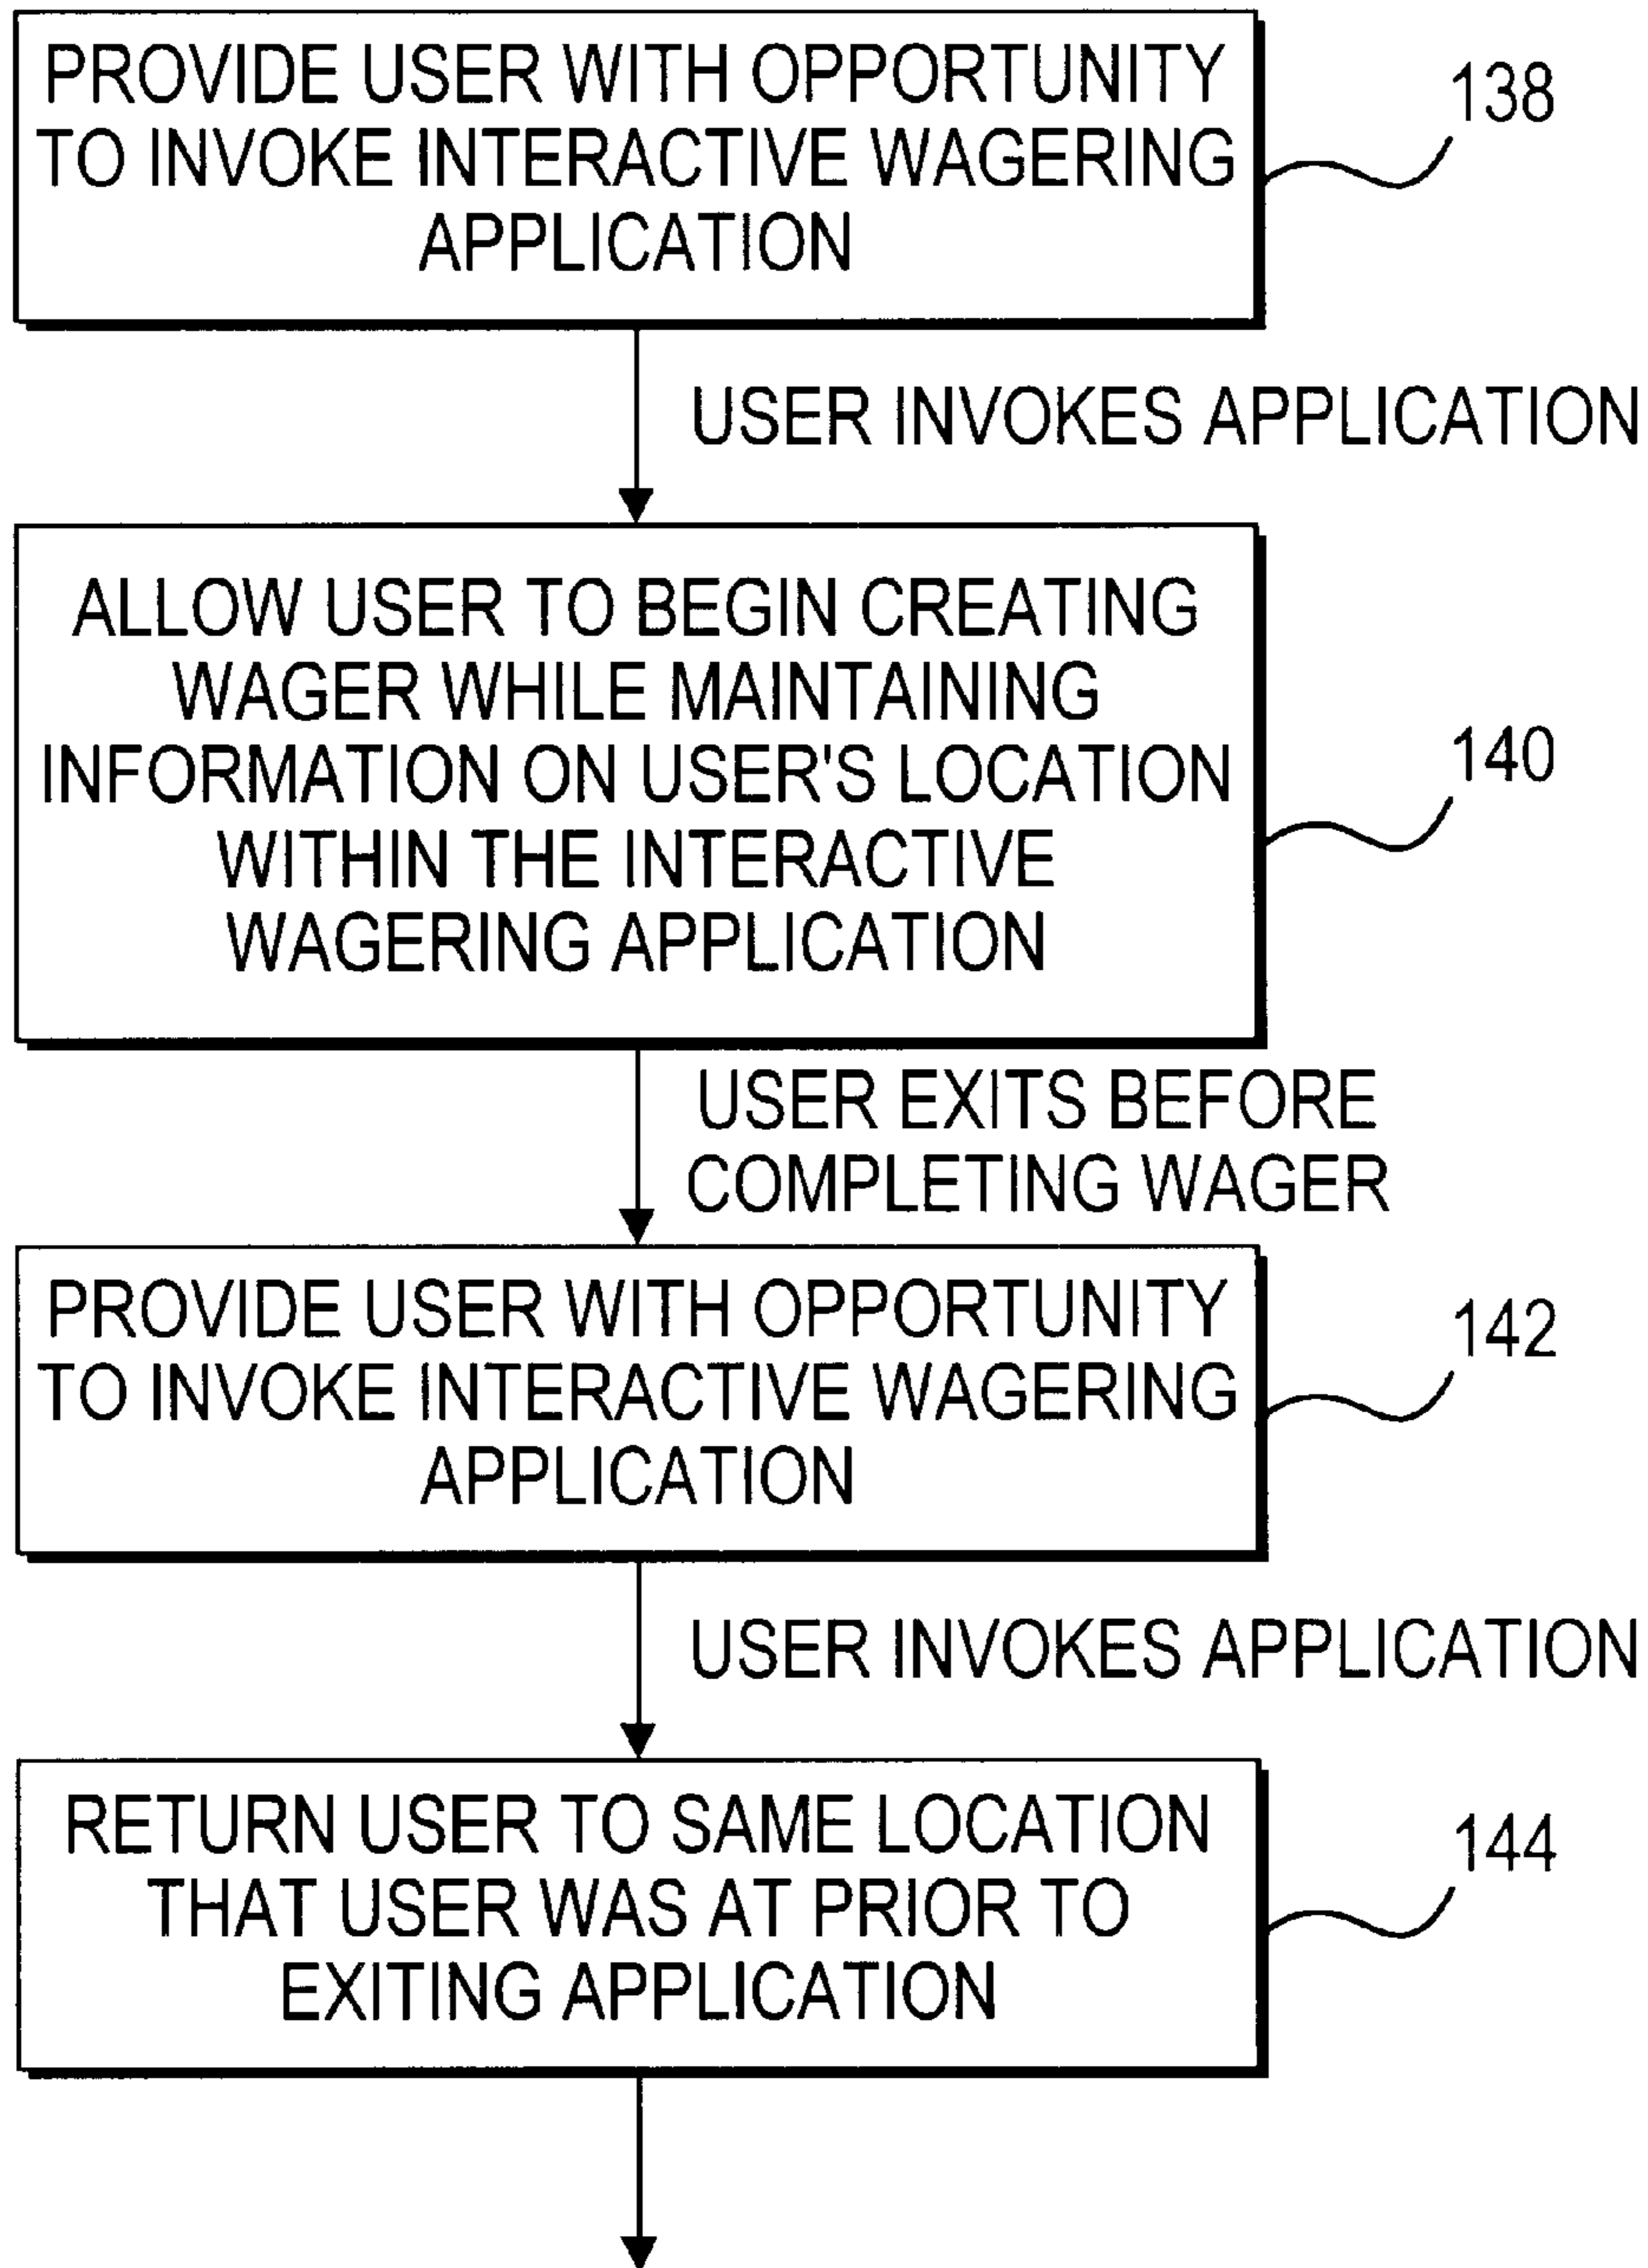 PROVIDE USER WITH OPPORTUNITY
TO INVOKE INTERACTIVE WAGERING
APPLICATION
138
USER INVOKES APPLICATION
ALLOW USER TO BEGIN CREATING
WAGER WHILE MAINTAINING
INFORMATION ON USER'S LOCATION
WITHIN THE INTERACTIVE
WAGERING APPLICATION
140
USER EXITS BEFORE
COMPLETING WAGER
PROVIDE USER WITH OPPORTUNITY
TO INVOKE INTERACTIVE WAGERING
APPLICATION
142
USER INVOKES APPLICATION
RETURN USER TO SAME LOCATION
THAT USER WAS AT PRIOR TO
EXITING APPLICATION
144